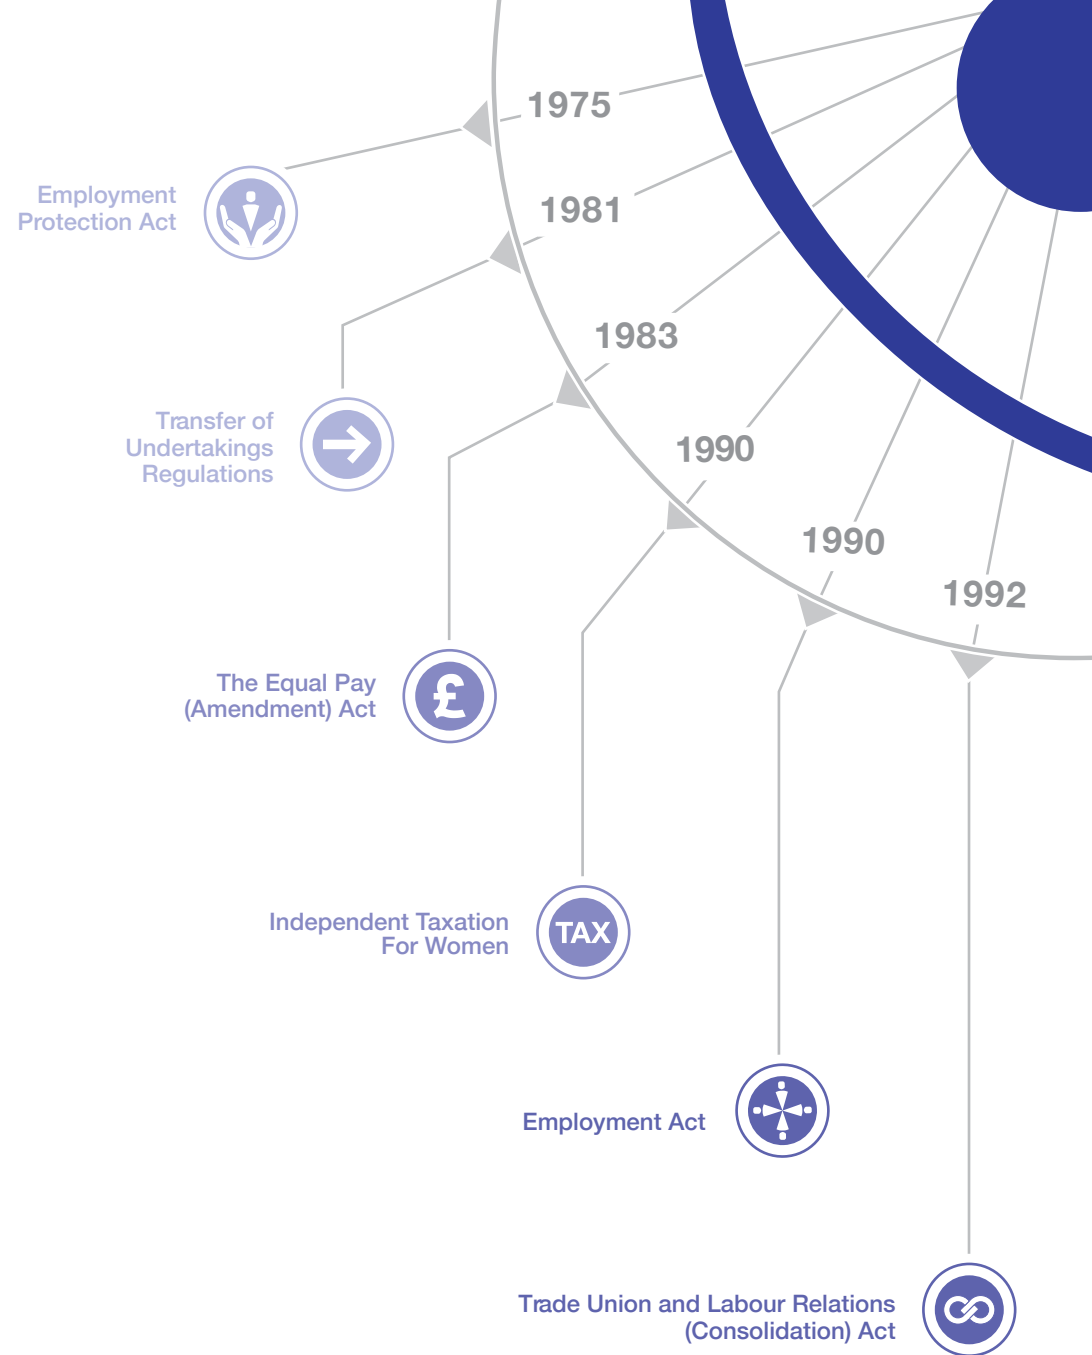 1975
Employment
Protection Act
1981
Transfer of
Undertakings
Regulations
1983
The Equal Pay
(Amendment) Act
£
1990
Independent Taxation
For Women
TAX
1990
Employment Act
1992
Trade Union and Labour Relations
(Consolidation) Act